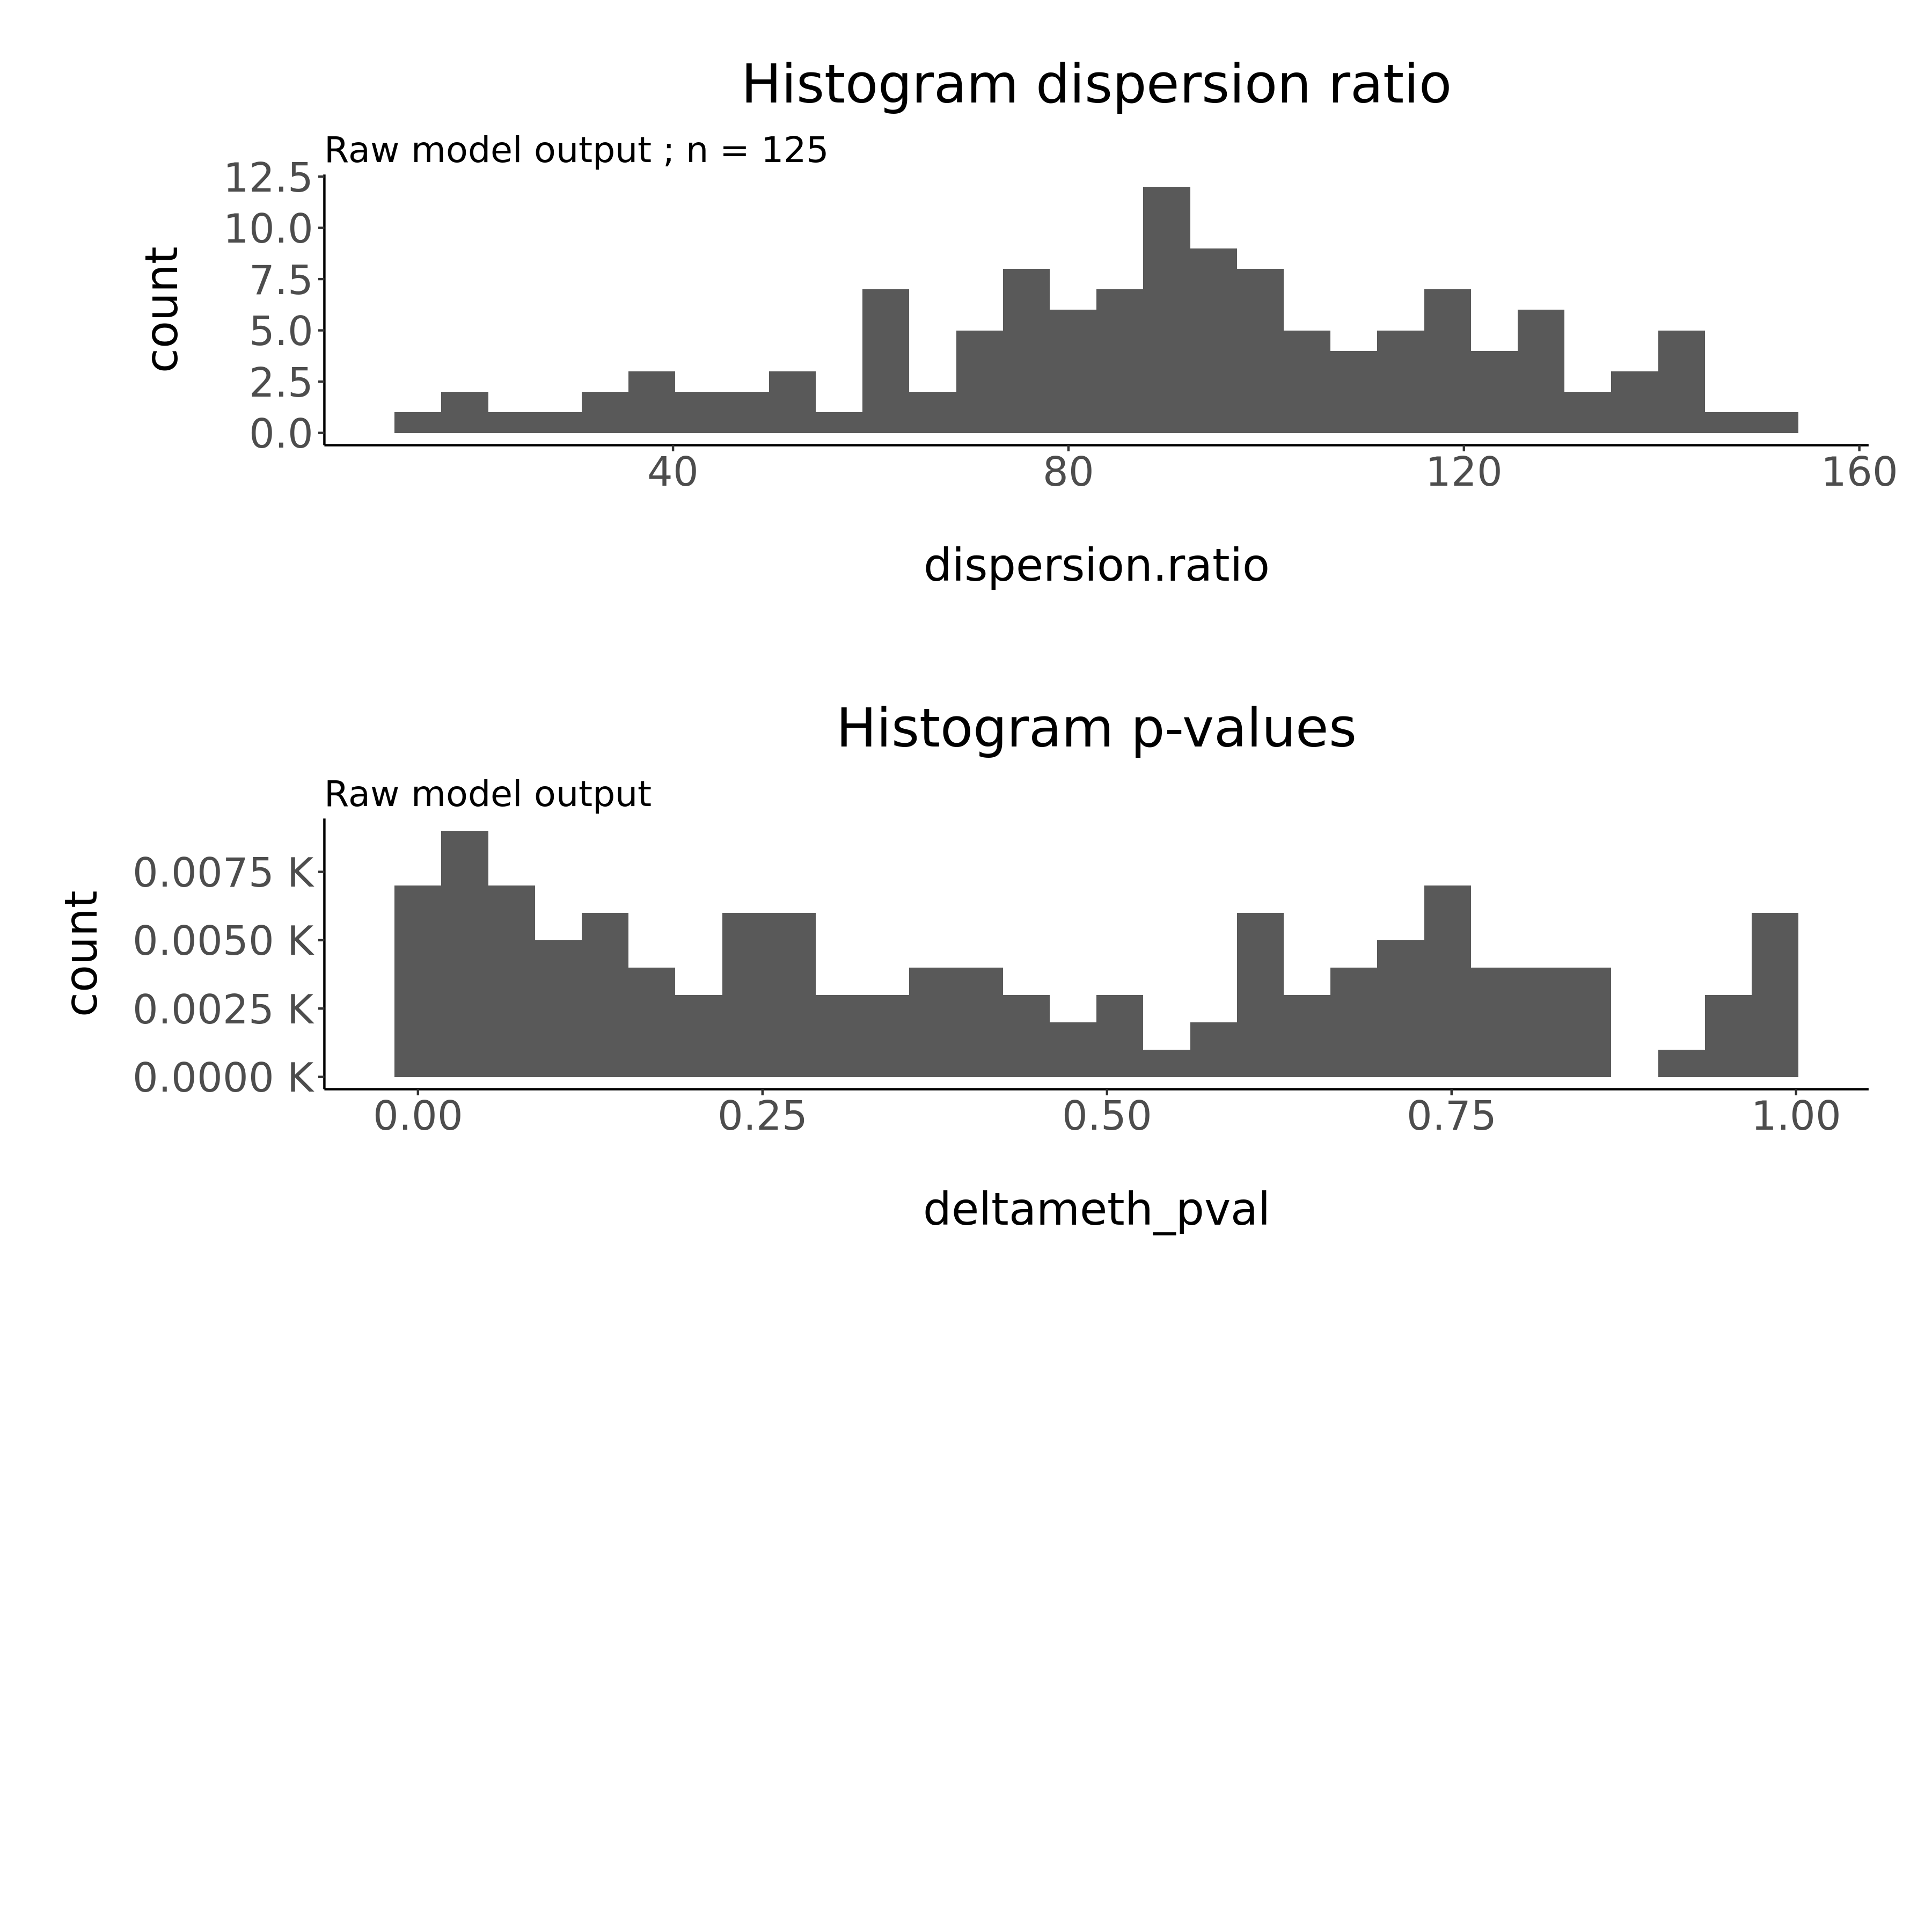 Histogram dispersion ratio
Raw model output ; n = 125
12.5
10.0
7.5
5.0
2.5
0.0
count
40 80 120 160
dispersion.ratio
Histogram p-values
Raw model output
0.0075 K
0.0050 K
0.0025 K
0.0000 K
count
0.00 0.25 0.50 0.75 1.00
deltameth_pval